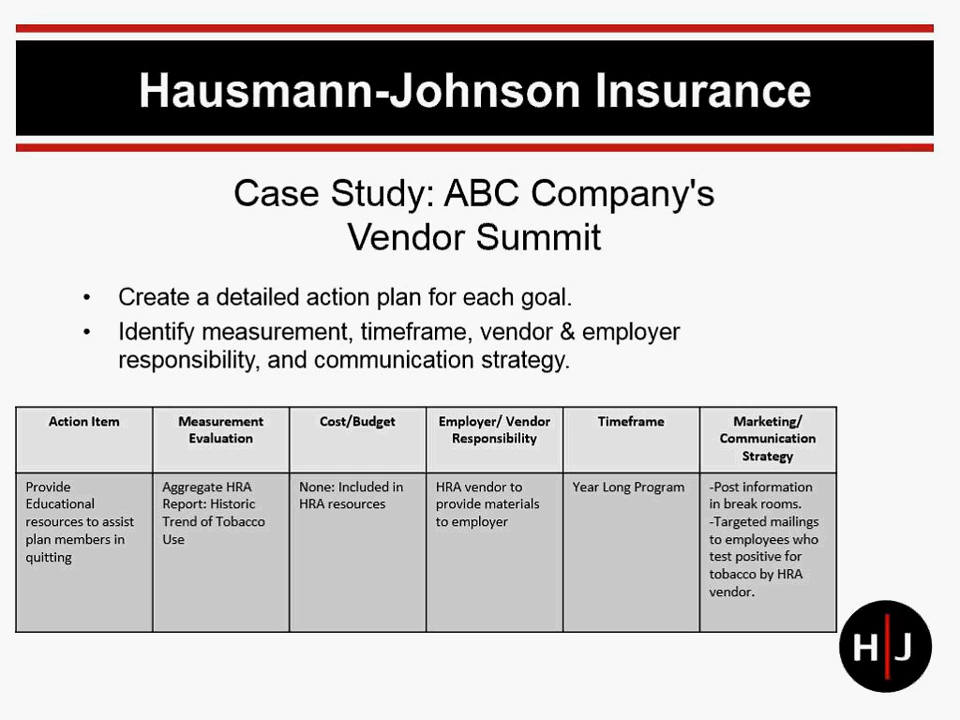 Hausmann-Johnson Insurance
Case Study: ABC Company's
Vendor Summit
• Create a detailed action plan for each goal.
• Identify measurement, timeframe, vendor & employer
responsibility, and communication strategy.
Action Item
Measurement
Evaluation
Cost/Budget
Employer/ Vendor
Responsibility
Timeframe
Marketing/
Communication
Strategy
Provide
Educational
resources to assist
plan members in
quitting
Aggregate HRA
Report: Historic
Trend of Tobacco
Use
None: Included in
HRA resources
HRA vendor to
provide materials
to employer
Year Long Program
-Post information
in break rooms.
-Targeted mailings
to employees who
test positive for
tobacco by HRA
vendor.
H|J